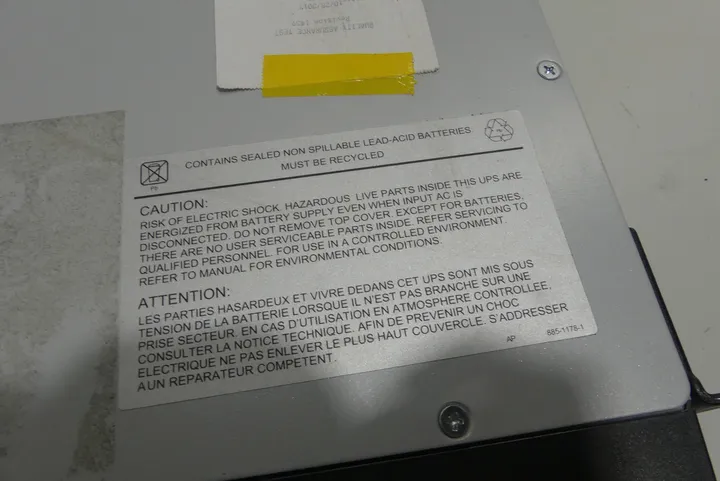 CONTAINS SEALED NON SPILLABLE LEAD-ACID BATTERIES
MUST BE RECYCLED
CAUTION:
RISK OF ELECTRIC SHOCK. HAZARDOUS LIVE PARTS INSIDE THIS UPS ARE
ENERGIZED FROM BATTERY SUPPLY EVEN WHEN INPUT AC IS
DISCONNECTED. DO NOT REMOVE TOP COVER. EXCEPT FOR BATTERIES,
THERE ARE NO USER SERVICEABLE PARTS INSIDE. REFER SERVICING TO
QUALIFIED PERSONNEL. FOR USE IN A CONTROLLED ENVIRONMENT.
REFER TO MANUAL FOR ENVIRONMENTAL CONDITIONS.
ATTENTION:
LES PARTIES HASARDEUX ET VIVRE DEDANS CET UPS SONT MIS SOUS
TENSION DE LA BATTERIE LORSQUE IL N'EST PAS BRANCHE SUR UNE
PRISE SECTEUR. EN CAS D'UTILISATION EN ATMOSPHERE CONTROLLEE,
CONSULTER LA NOTICE TECHNIQUE. AFIN DE PREVENIR UN CHOC
ELECTRIQUE NE PAS ENLEVER LE PLUS HAUT COUVERCLE. S'ADDRESSER
A UN REPARATEUR COMPETENT.
AP 885-1178-1